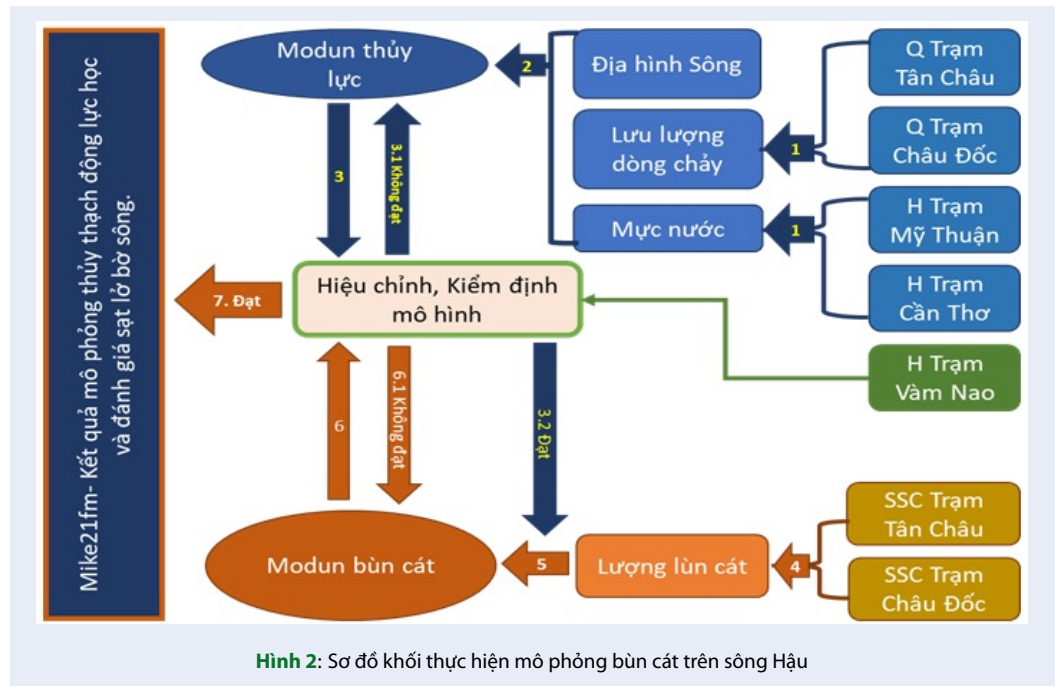 Mike21fm- Kết quả mô phỏng thủy thạch động lực học
và đánh giá sạt lở bờ sông.
Modun thủy
lực
2
Địa hình Sông
Lưu lượng
dòng chảy
Mực nước
1
1
Q Trạm
Tân Châu
Q Trạm
Châu Đốc
H Trạm
Mỹ Thuận
H Trạm
Cần Thơ
H Trạm
Vàm Nao
3
3.1 Không đạt
Hiệu chỉnh, Kiểm định
mô hình
7. Đạt
6
6.1 Không đạt
3.2 Đạt
Modun bùn cát
5
Lượng lùn cát
4
SSC Trạm
Tân Châu
SSC Trạm
Châu Đốc
Hình 2: Sơ đồ khối thực hiện mô phỏng bùn cát trên sông Hậu